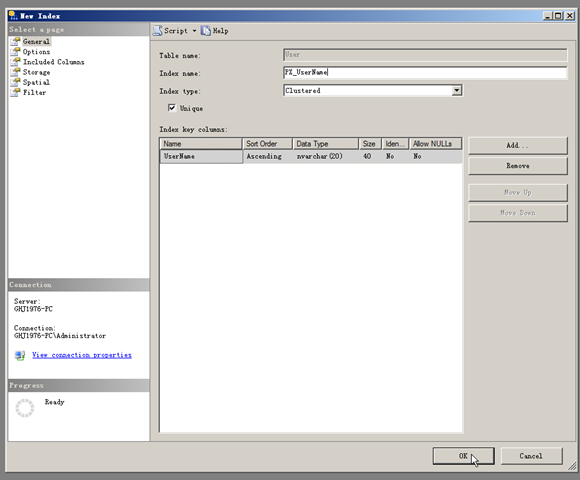 New Index
Select a page
General
Options
Included Columns
Storage
Spatial
Filter
Script Help
Table name: User
Index name: PX_UserName
Index type: Clustered
Unique
Index key columns:
Name Sort Order Data Type Size Iden... Allow NULLs
UserName Ascending nvarchar(20) 40 No No
Add...
Remove
Move Up
Move Down
Connection
Server:
GHJ1976-PC
Connection:
GHJ1976-PC\Administrator
View connection properties
Progress
Ready
OK Cancel